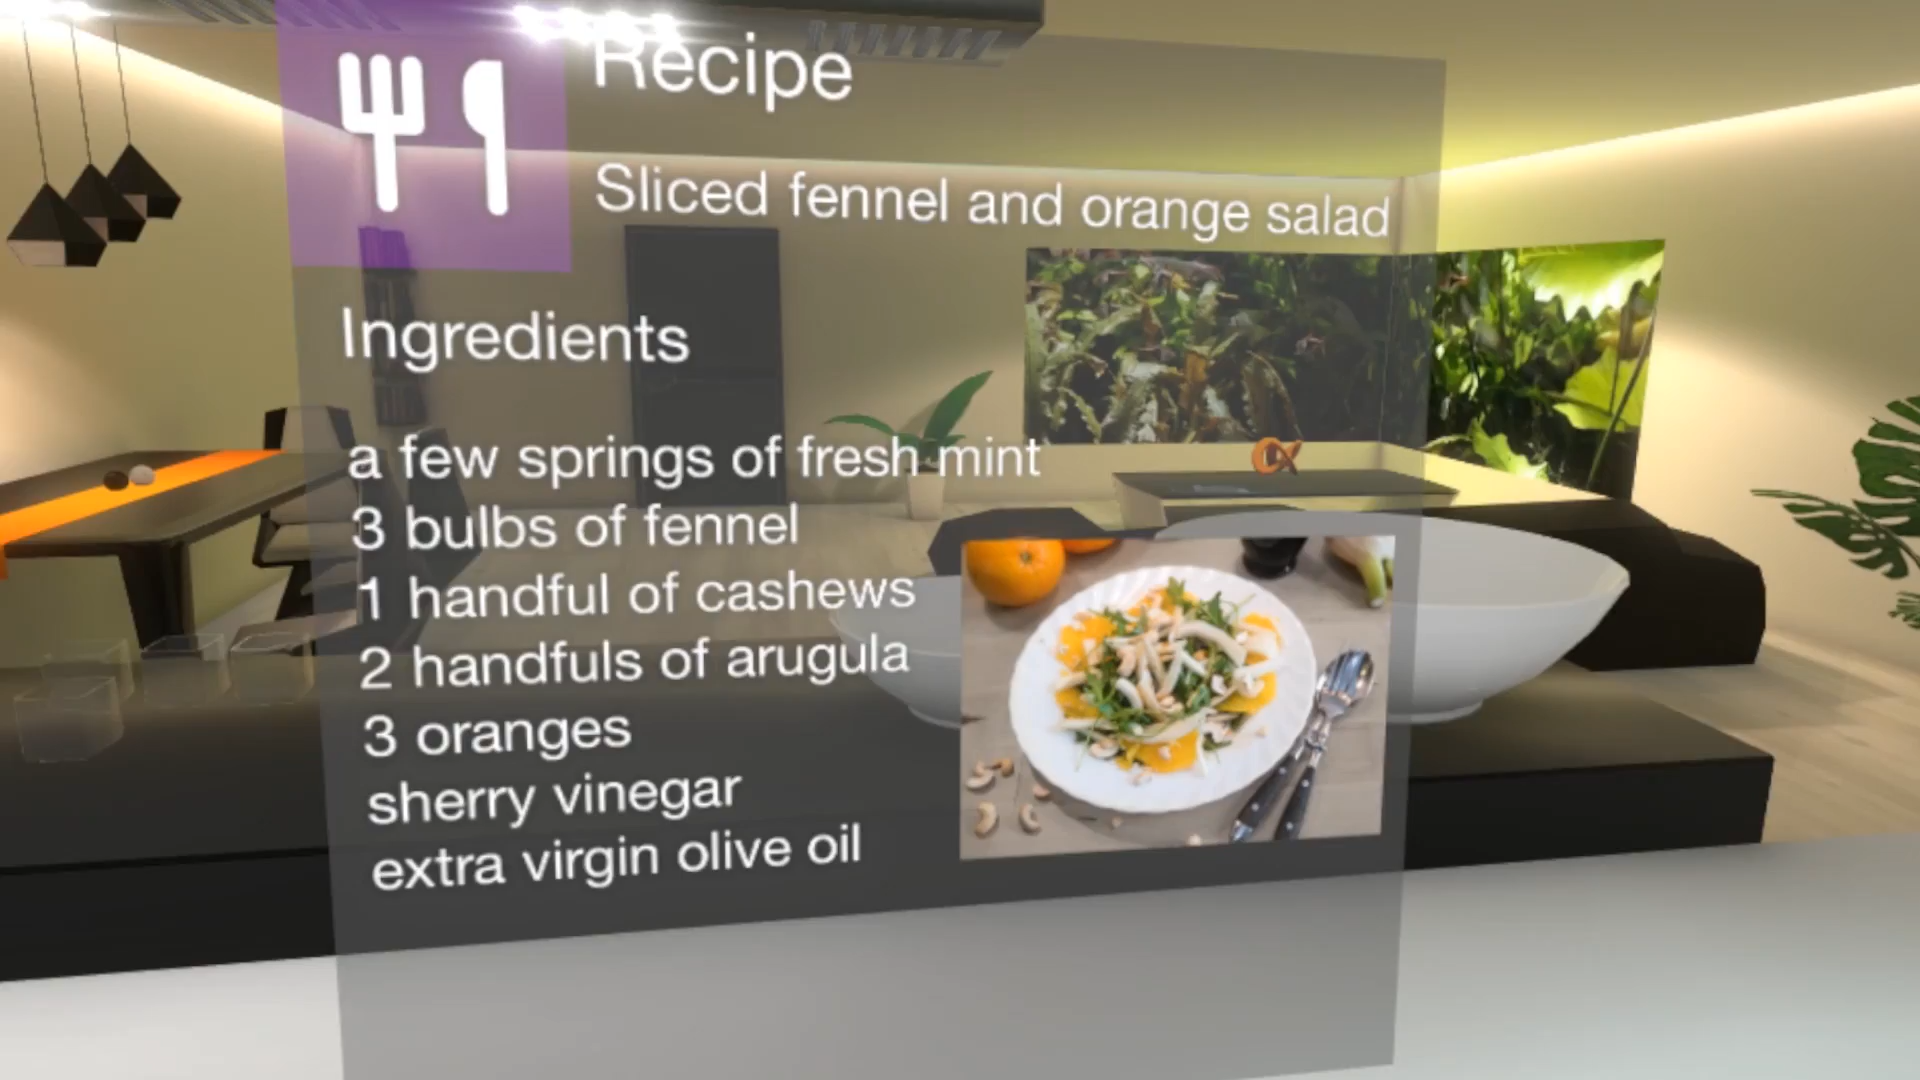 Recipe
Sliced fennel and orange salad
Ingredients
a few springs of fresh mint
3 bulbs of fennel
1 handful of cashews
2 handfuls of arugula
3 oranges
sherry vinegar
extra virgin olive oil